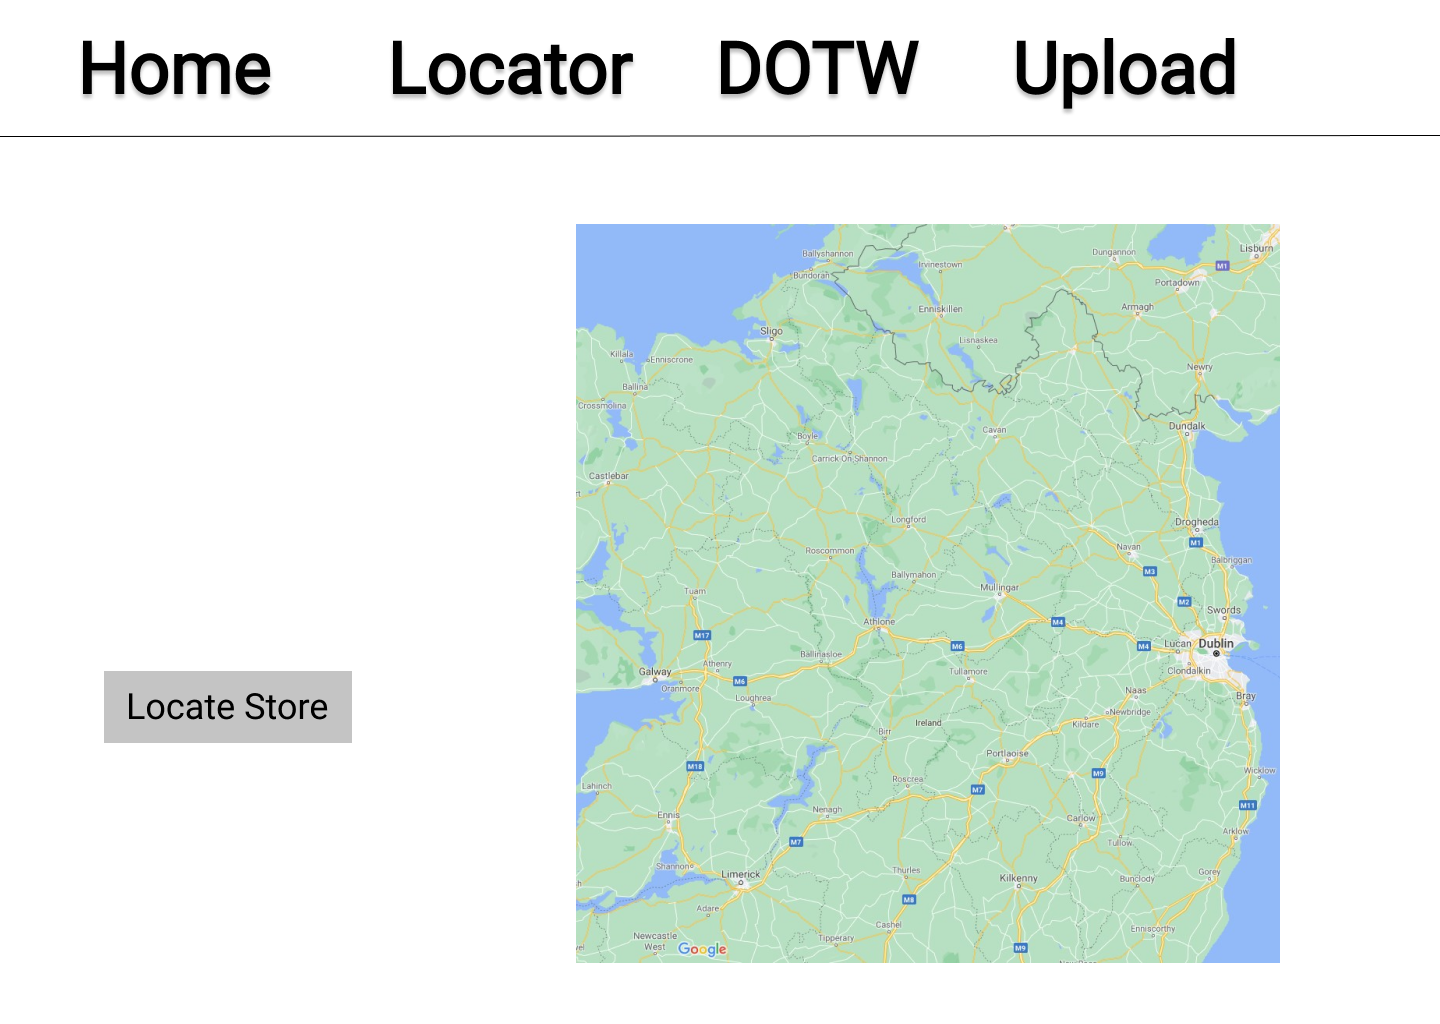 Home Locator DOTW Upload
Ballyshannon
Dungannon
Lisburn
Irvinestown
M1
Bundoran
Portadown
Enniskillen
Armagh
Sligo
Lisnaskea
Killala
Enniscrone
Newry
Ballina
Crossmolina
Dundalk
Cavan
Boyle
Carrick On Shannon
Castlebar
Longford
Drogheda
M1
Navan
Roscommon
Balbriggan
M3
Ballymahon
Mullingar
Tuam
M2
Swords
Athlone
M4
M17
M6
M4
Lucan
Dublin
Ballinasloe
Athenry
Galway
Tullamore
Clondalkin
M6
Oranmore
Naas
Bray
Loughrea
Locate Store
Newbridge
Ireland
Kildare
Birr
Portlaoise
M18
M9
Wicklow
Roscrea
Lahinch
M7
M11
Nenagh
Ennis
Carlow
Arklow
M7
Tullow
Shannon
Thurles
Gorey
Limerick
Kilkenny
Bunclody
M8
Adare
Cashel
Enniscorthy
Newcastle
West
Tipperary
Google
M9